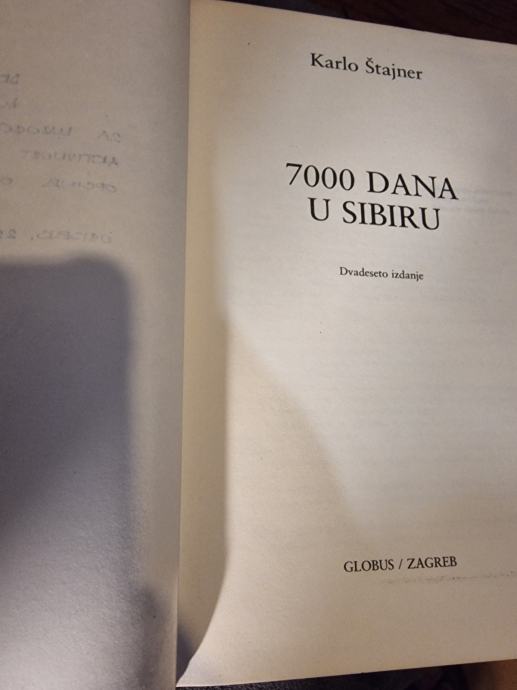 Karlo Štajner
7000 DANA
U SIBIRU
Dvadeseto izdanje
GLOBUS / ZAGREB